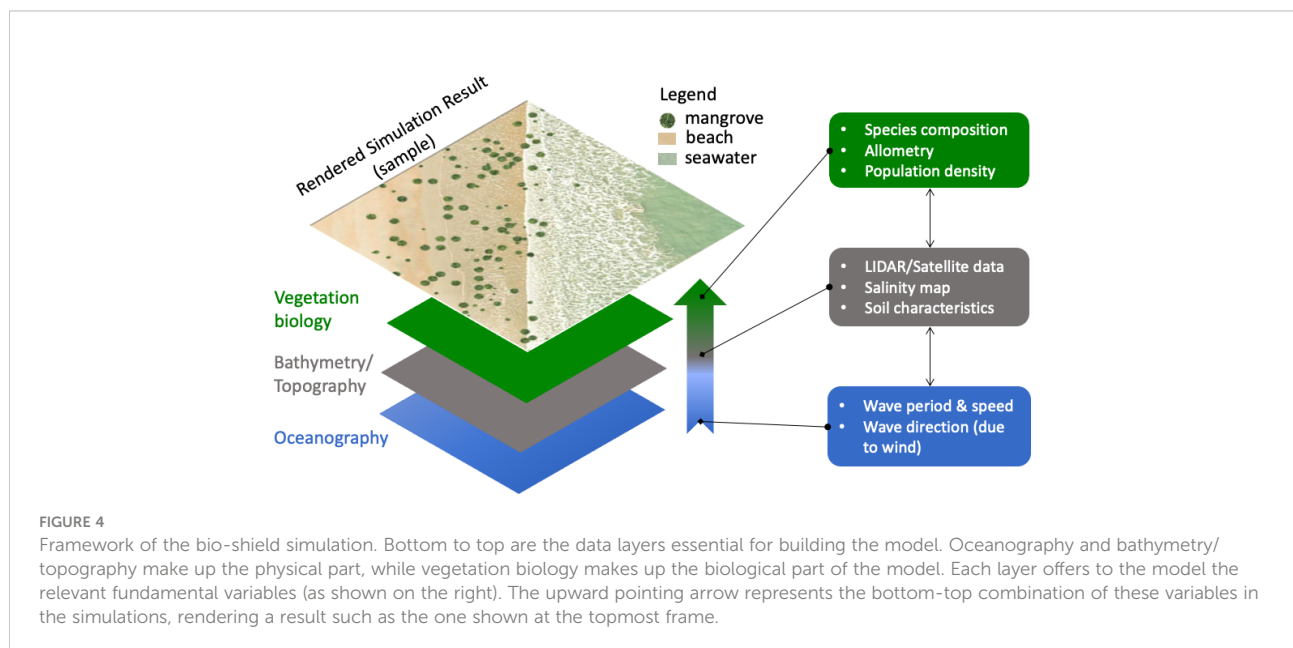 Rendered Simulation Result
(sample)
Legend
mangrove
beach
seawater
Vegetation
biology
Bathymetry/
Topography
Oceanography
• Species composition
• Allometry
• Population density
• LIDAR/Satellite data
• Salinity map
• Soil characteristics
• Wave period & speed
• Wave direction (due
to wind)
FIGURE 4
Framework of the bio-shield simulation. Bottom to top are the data layers essential for building the model. Oceanography and bathymetry/
topography make up the physical part, while vegetation biology makes up the biological part of the model. Each layer offers to the model the
relevant fundamental variables (as shown on the right). The upward pointing arrow represents the bottom-top combination of these variables in
the simulations, rendering a result such as the one shown at the topmost frame.